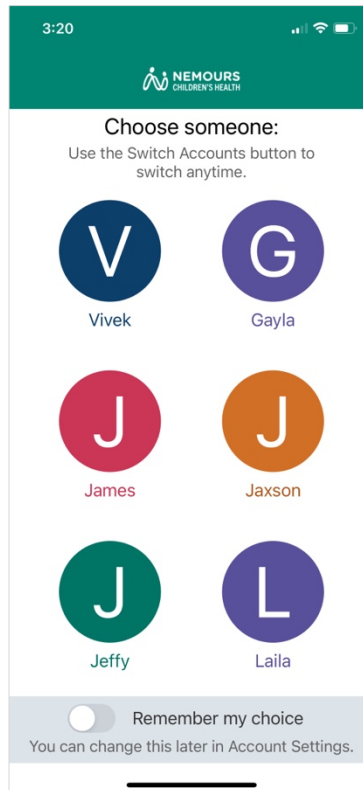 3:20
NEMOURS
CHILDREN'S HEALTH
Choose someone:
Use the Switch Accounts button to
switch anytime.
V
G
Vivek
Gayla
J
J
James
Jaxson
J
L
Jeffy
Laila
Remember my choice
You can change this later in Account Settings.